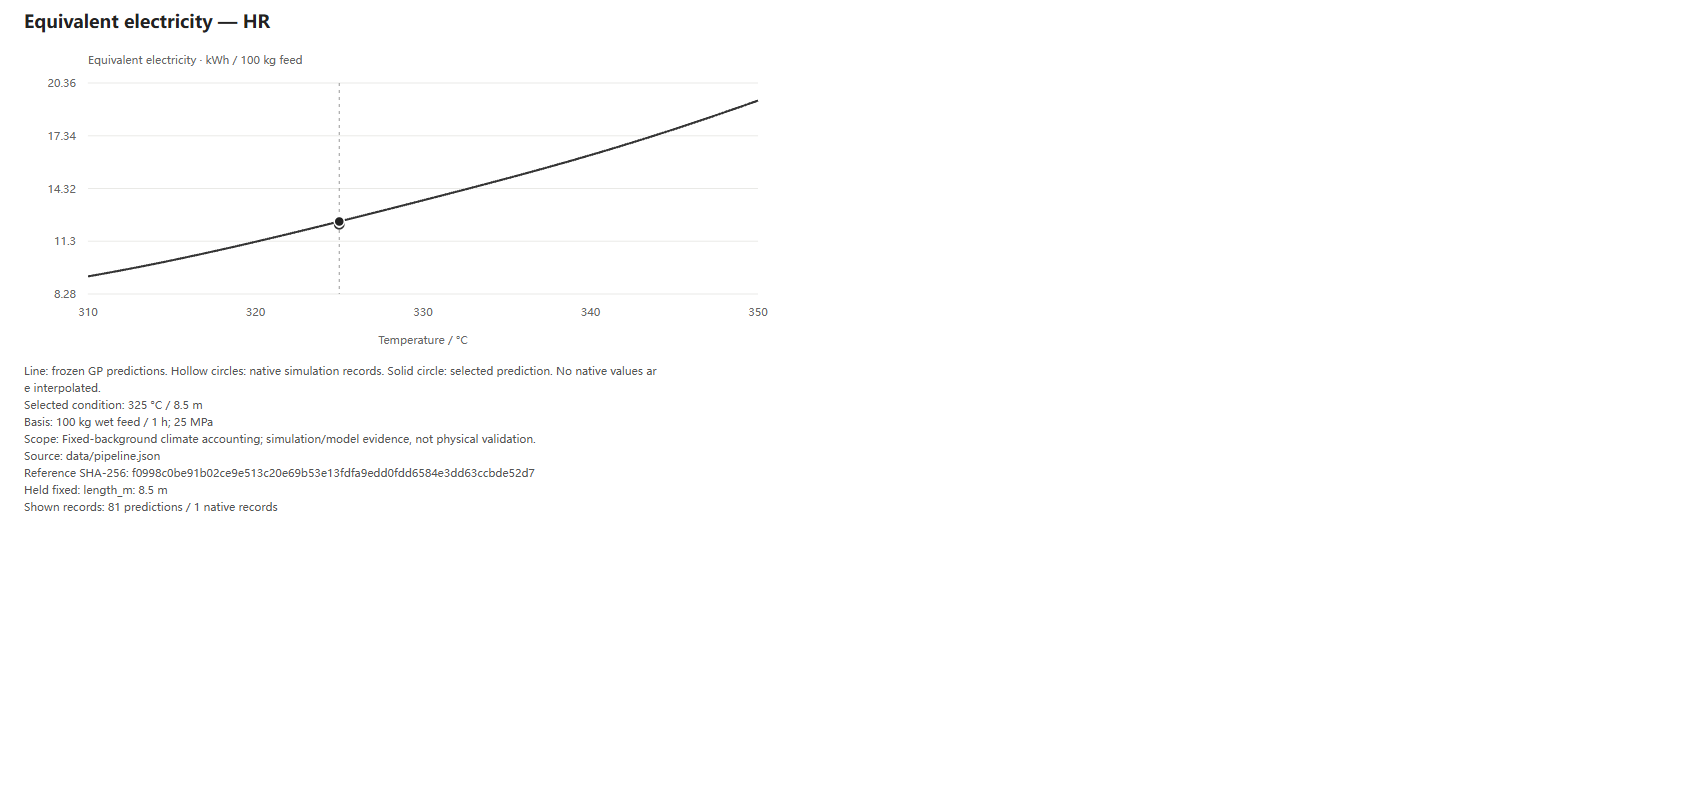 Equivalent electricity — HR
Equivalent electricity · kWh / 100 kg feed
20.36
17.34
14.32
11.3
8.28
310
320
330
340
350
Temperature / °C
Line: frozen GP predictions. Hollow circles: native simulation records. Solid circle: selected prediction. No native values ar
e interpolated.
Selected condition: 325 °C / 8.5 m
Basis: 100 kg wet feed / 1 h; 25 MPa
Scope: Fixed-background climate accounting; simulation/model evidence, not physical validation.
Source: data/pipeline.json
Reference SHA-256: f0998c0be91b02ce9e513c20e69b53e13fdfa9edd0fdd6584e3dd63ccbde52d7
Held fixed: length_m: 8.5 m
Shown records: 81 predictions / 1 native records